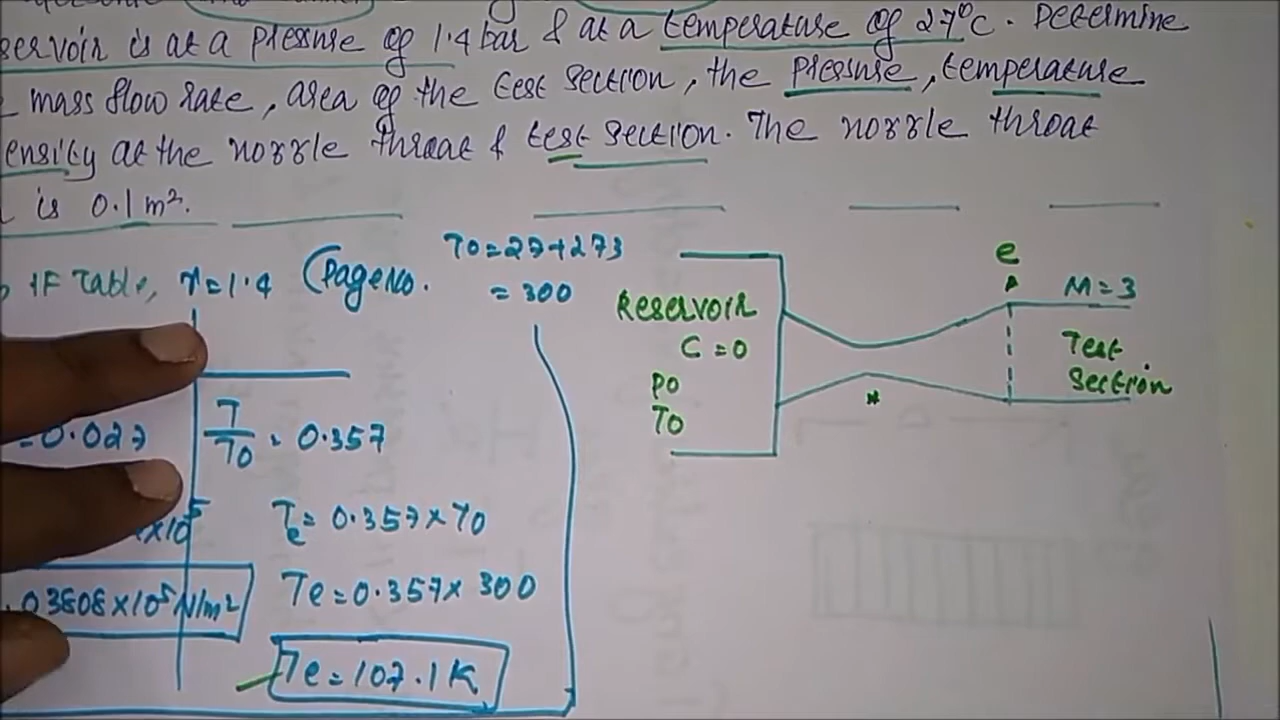 servoir is at a pressure of 1.4 bar & at a temperature of 27°C. Determine
mass flow rate, area of the test section, the pressure, temperature
ensity at the nozzle throat & test section. The nozzle throat
is 0.1 m².
IF Table, γ = 1.4 (Page No.
T0 = 27+273
= 300
= 0.027
T/T0 = 0.357
×10⁵
Te = 0.357×T0
.03808×10⁵ N/m²
Te = 0.357× 300
Te = 107.1 K
Reservoir
C = 0
P0
T0
*
e
M = 3
Test
Section